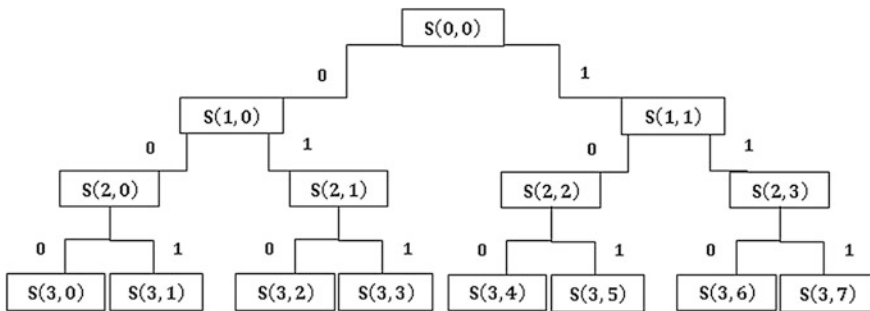 S(0,0)
0 1
S(1,0) S(1,1)
0 1 0 1
S(2,0) S(2,1) S(2,2) S(2,3)
0 1 0 1 0 1 0 1
S(3,0) S(3,1) S(3,2) S(3,3) S(3,4) S(3,5) S(3,6) S(3,7)